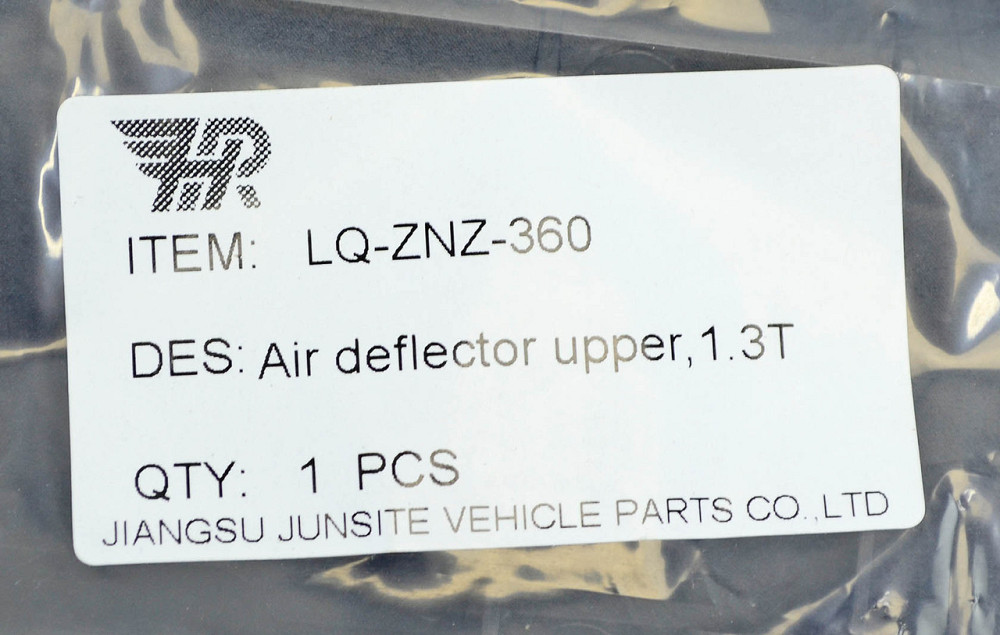 HR
ITEM: LQ-ZNZ-360
DES: Air deflector upper,1.3T
QTY: 1 PCS
JIANGSU JUNSITE VEHICLE PARTS CO.,LTD